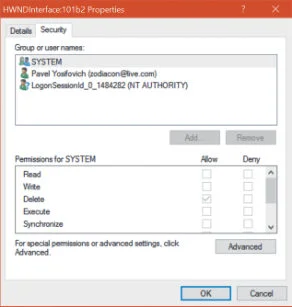 HWNDInterface:101b2 Properties
Details Security
Group or user names:
SYSTEM
Pavel Yosifovich (zodiacon@live.com)
LogonSessionId_0_1484282 (NT AUTHORITY)
Add... Remove
Permissions for SYSTEM Allow Deny
Read
Write
Delete
Execute
Synchronize
For special permissions or advanced settings, click Advanced
Advanced.
OK Cancel